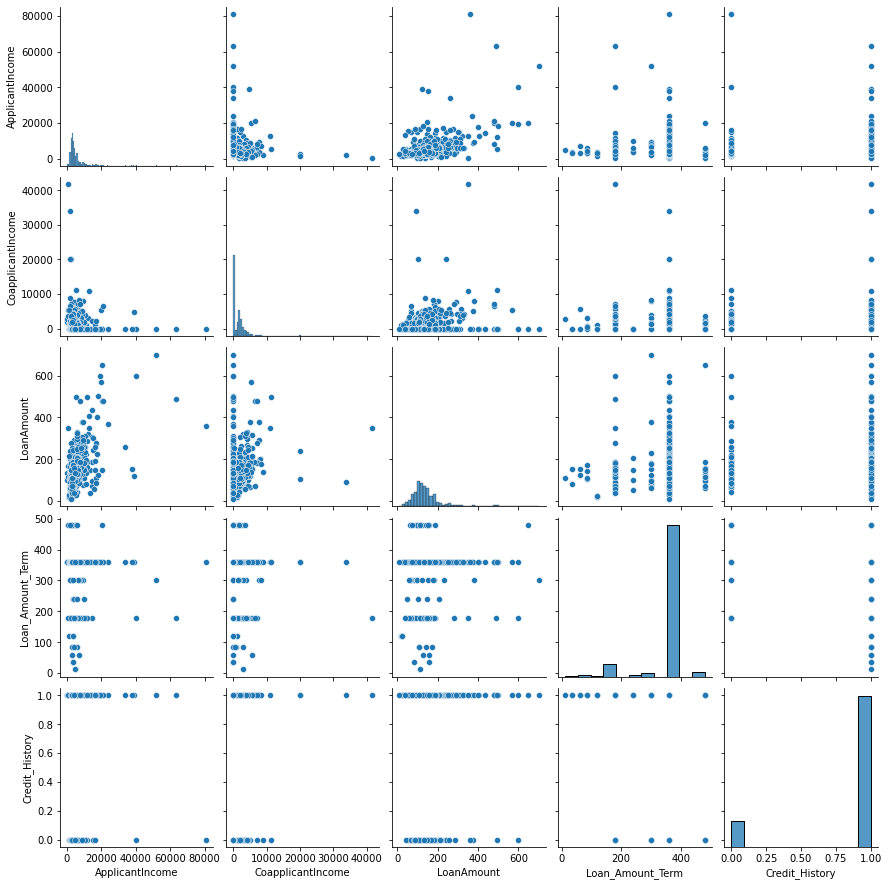 ApplicantIncome
80000
60000
40000
20000
0
CoapplicantIncome
40000
30000
20000
10000
0
LoanAmount
600
400
200
0
Loan_Amount_Term
500
400
300
200
100
0
Credit_History
1.0
0.8
0.6
0.4
0.2
0.0
0 20000 40000 60000 80000
0 10000 20000 30000 40000
0 200 400 600
0 200 400
0.00 0.25 0.50 0.75 1.00
ApplicantIncome
CoapplicantIncome
LoanAmount
Loan_Amount_Term
Credit_History